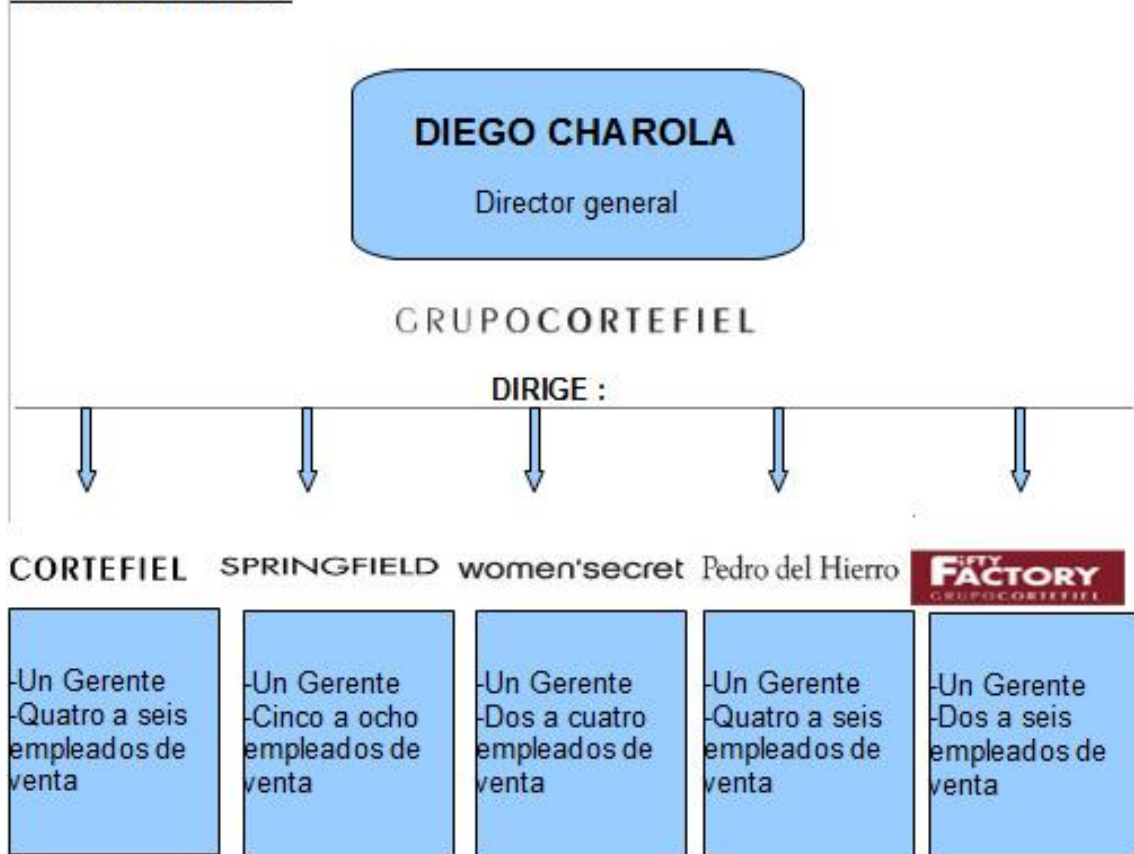 DIEGO CHAROLA
Director general
GRUPOCORTEFIEL
DIRIGE :
CORTEFIEL
SPRINGFIELD
women'secret
Pedro del Hierro
FiFTY
FACTORY
GRUPOCORTEFIEL
-Un Gerente
-Quatro a seis
empleados de
venta
-Un Gerente
-Cinco a ocho
empleados de
venta
-Un Gerente
-Dos a cuatro
empleados de
venta
-Un Gerente
-Quatro a seis
empleados de
venta
-Un Gerente
-Dos a seis
empleados de
venta